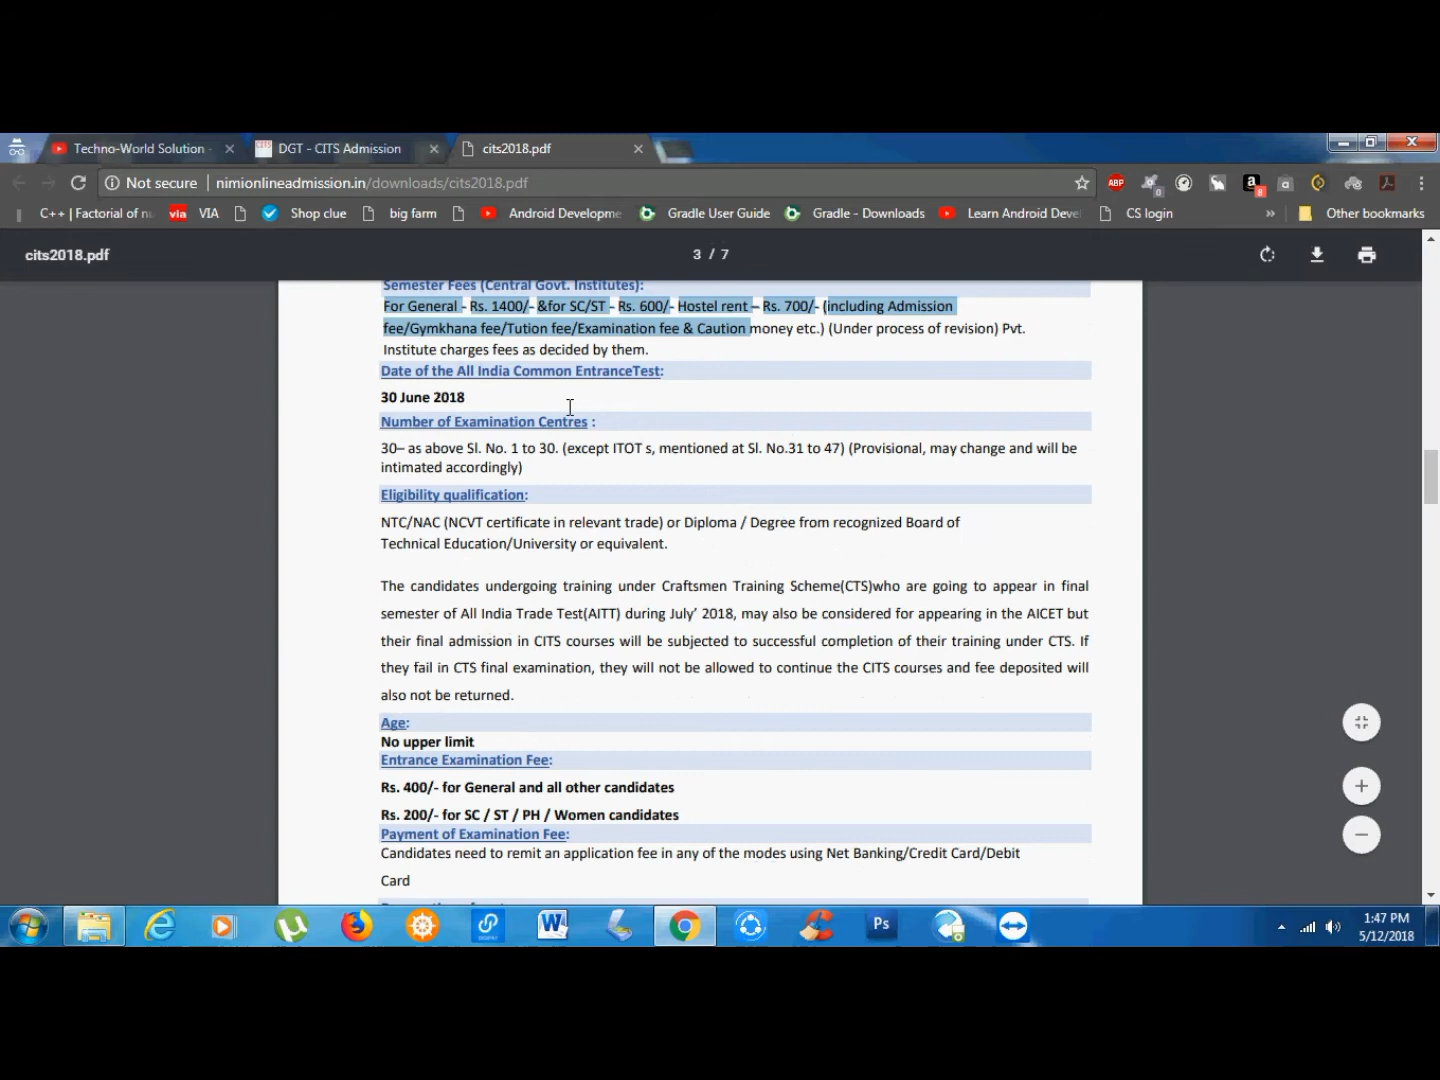 Techno-World Solution -
DGT - CITS Admission
cits2018.pdf
Not secure | nimionlineadmission.in/downloads/cits2018.pdf
ABP
0
a
8
C++ | Factorial of nu
via
VIA
Shop clue
big farm
Android Developme
Gradle User Guide
Gradle - Downloads
Learn Android Deve
CS login
»
Other bookmarks
cits2018.pdf
3 / 7
Semester Fees (Central Govt. Institutes):
For General - Rs. 1400/- &for SC/ST - Rs. 600/- Hostel rent – Rs. 700/- (including Admission
fee/Gymkhana fee/Tution fee/Examination fee & Caution money etc.) (Under process of revision) Pvt.
Institute charges fees as decided by them.
Date of the All India Common EntranceTest:
30 June 2018
Number of Examination Centres :
30– as above Sl. No. 1 to 30. (except ITOT s, mentioned at Sl. No.31 to 47) (Provisional, may change and will be
intimated accordingly)
Eligibility qualification:
NTC/NAC (NCVT certificate in relevant trade) or Diploma / Degree from recognized Board of
Technical Education/University or equivalent.
The candidates undergoing training under Craftsmen Training Scheme(CTS)who are going to appear in final
semester of All India Trade Test(AITT) during July’ 2018, may also be considered for appearing in the AICET but
their final admission in CITS courses will be subjected to successful completion of their training under CTS. If
they fail in CTS final examination, they will not be allowed to continue the CITS courses and fee deposited will
also not be returned.
Age:
No upper limit
Entrance Examination Fee:
Rs. 400/- for General and all other candidates
Rs. 200/- for SC / ST / PH / Women candidates
Payment of Examination Fee:
Candidates need to remit an application fee in any of the modes using Net Banking/Credit Card/Debit
Card
Ps
1:47 PM
5/12/2018